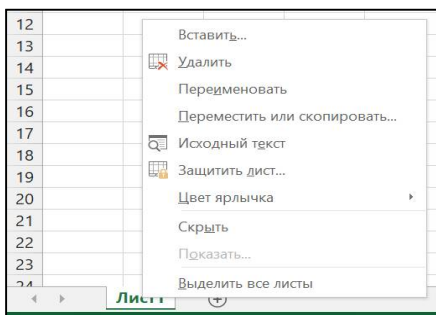 12
Вставить...
13
14
Удалить
15
Переименовать
16
Переместить или скопировать...
17
Исходный текст
18
19
Защитить лист...
20
Цвет ярлычка
21
Скрыть
22
Показать...
23
24
Выделить все листы
Лист1